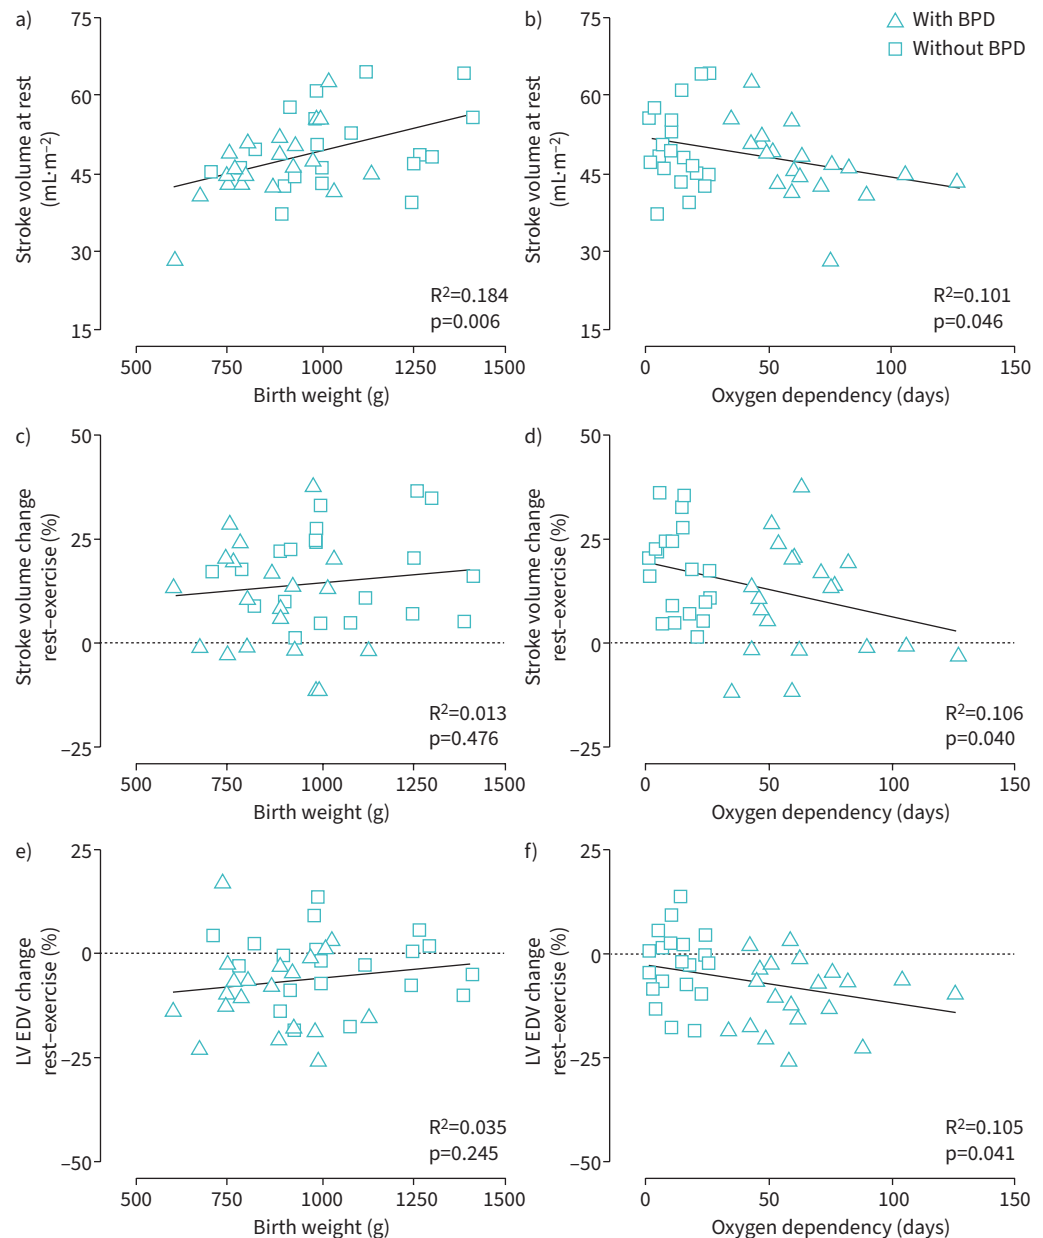 a)
75
60
45
30
15
Stroke volume at rest
(mL·m⁻²)
R²=0.184
p=0.006
500
750
1000
1250
1500
Birth weight (g)
b)
With BPD
Without BPD
75
60
45
30
15
Stroke volume at rest
(mL·m⁻²)
R²=0.101
p=0.046
0
50
100
150
Oxygen dependency (days)
c)
50
25
0
–25
Stroke volume change
rest–exercise (%)
R²=0.013
p=0.476
500
750
1000
1250
1500
Birth weight (g)
d)
50
25
0
–25
Stroke volume change
rest–exercise (%)
R²=0.106
p=0.040
0
50
100
150
Oxygen dependency (days)
e)
25
0
–25
–50
LV EDV change
rest–exercise (%)
R²=0.035
p=0.245
500
750
1000
1250
1500
Birth weight (g)
f)
25
0
–25
–50
LV EDV change
rest–exercise (%)
R²=0.105
p=0.041
0
50
100
150
Oxygen dependency (days)